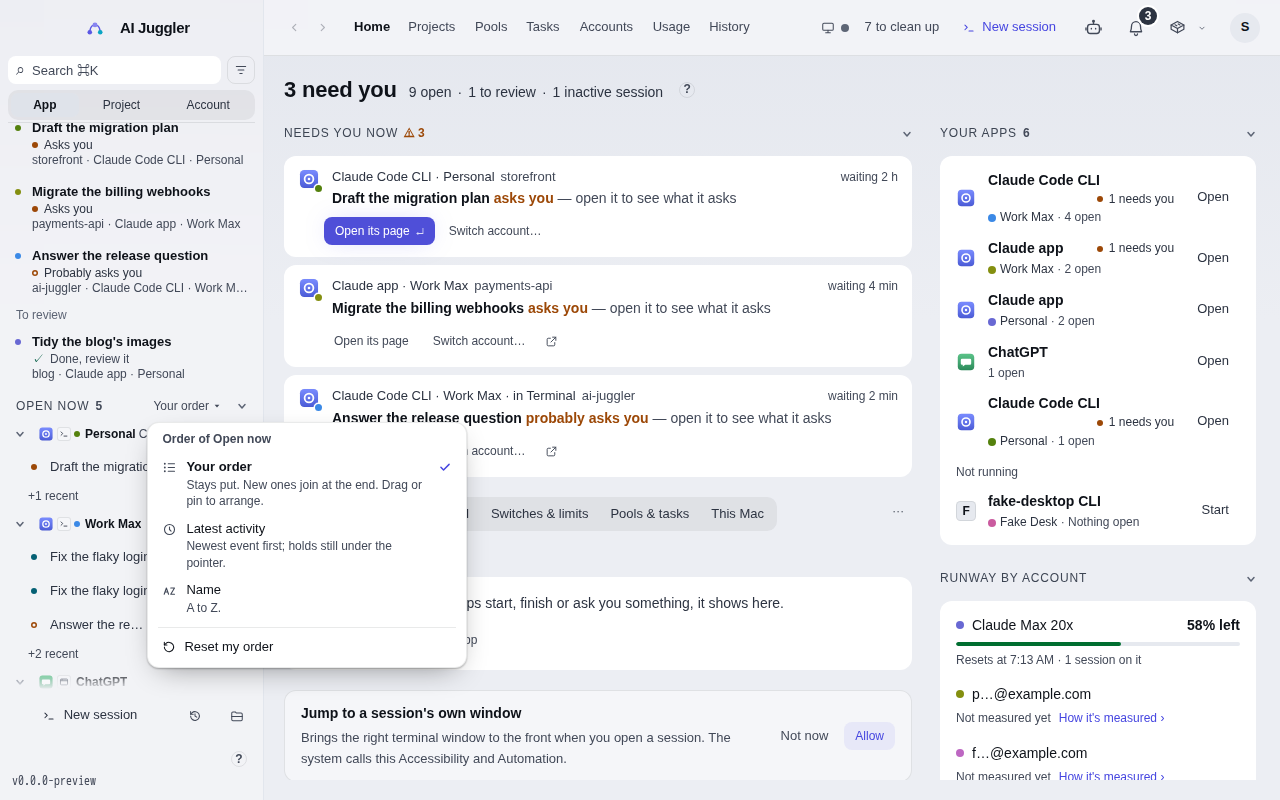 AI Juggler
Search ⌘K
App Project Account
Draft the migration plan
Asks you
storefront · Claude Code CLI · Personal
Migrate the billing webhooks
Asks you
payments-api · Claude app · Work Max
Answer the release question
Probably asks you
ai-juggler · Claude Code CLI · Work M…
To review
Tidy the blog's images
Done, review it
blog · Claude app · Personal
OPEN NOW 5 Your order
Personal
Draft the migratio
+1 recent
Work Max
Fix the flaky login
Fix the flaky login
Answer the re…
+2 recent
ChatGPT
New session
?
v0.0.0-preview
Home Projects Pools Tasks Accounts Usage History
7 to clean up
New session
3
S
3 need you 9 open · 1 to review · 1 inactive session ?
NEEDS YOU NOW 3
Claude Code CLI · Personal storefront waiting 2 h
Draft the migration plan asks you — open it to see what it asks
Open its page Switch account…
Claude app · Work Max payments-api waiting 4 min
Migrate the billing webhooks asks you — open it to see what it asks
Open its page Switch account…
Claude Code CLI · Work Max · in Terminal ai-juggler waiting 2 min
Answer the release question probably asks you — open it to see what it asks
account…
Switches & limits Pools & tasks This Mac
…
ps start, finish or ask you something, it shows here.
pp
Order of Open now
Your order
Stays put. New ones join at the end. Drag or
pin to arrange.
Latest activity
Newest event first; holds still under the
pointer.
AZ Name
A to Z.
Reset my order
Jump to a session's own window
Brings the right terminal window to the front when you open a session. The
system calls this Accessibility and Automation.
Not now Allow
YOUR APPS 6
Claude Code CLI
1 needs you Open
Work Max · 4 open
Claude app 1 needs you
Work Max · 2 open Open
Claude app
Personal · 2 open Open
ChatGPT
1 open Open
Claude Code CLI
1 needs you Open
Personal · 1 open
Not running
F fake-desktop CLI
Fake Desk · Nothing open Start
RUNWAY BY ACCOUNT
Claude Max 20x 58% left
Resets at 7:13 AM · 1 session on it
p…@example.com
Not measured yet How it's measured ›
f…@example.com
Not measured yet How it's measured ›